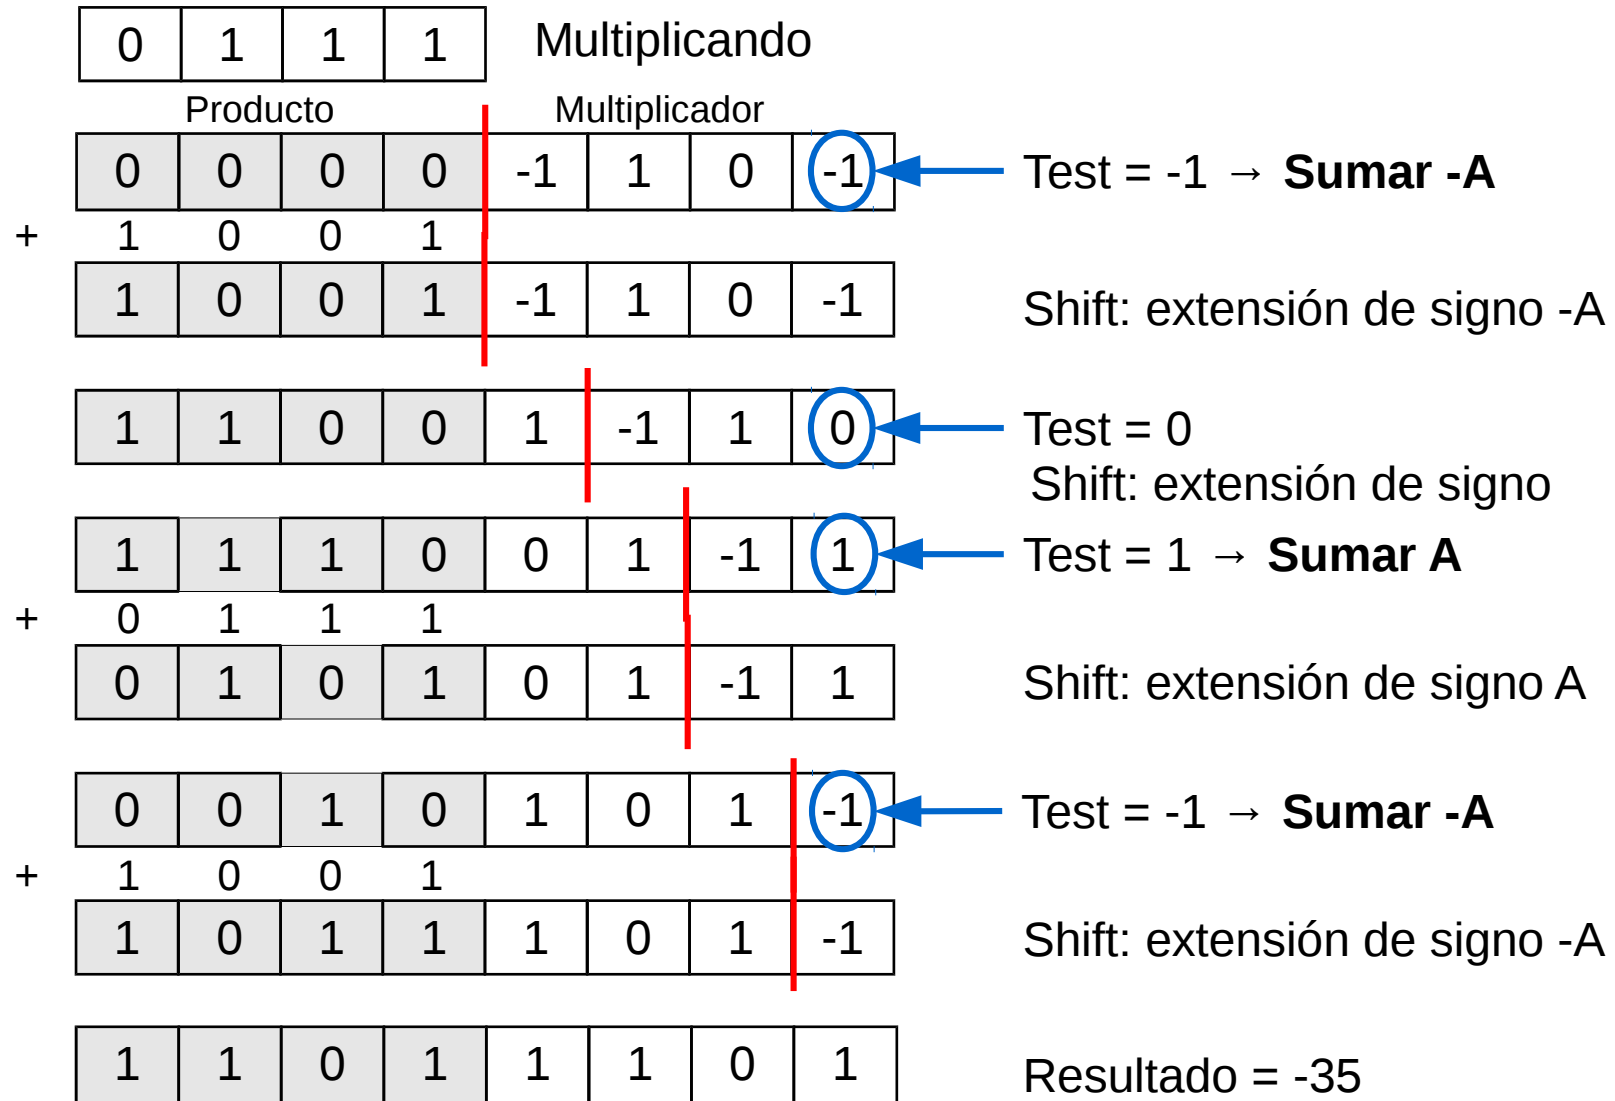 0 1 1 1 Multiplicando
Producto Multiplicador
0 0 0 0 -1 1 0 -1 Test = -1 → Sumar -A
+ 1 0 0 1
1 0 0 1 -1 1 0 -1 Shift: extensión de signo -A
1 1 0 0 1 -1 1 0 Test = 0
Shift: extensión de signo
1 1 1 0 0 1 -1 1 Test = 1 → Sumar A
+ 0 1 1 1
0 1 0 1 0 1 -1 1 Shift: extensión de signo A
0 0 1 0 1 0 1 -1 Test = -1 → Sumar -A
+ 1 0 0 1
1 0 1 1 1 0 1 -1 Shift: extensión de signo -A
1 1 0 1 1 1 0 1 Resultado = -35